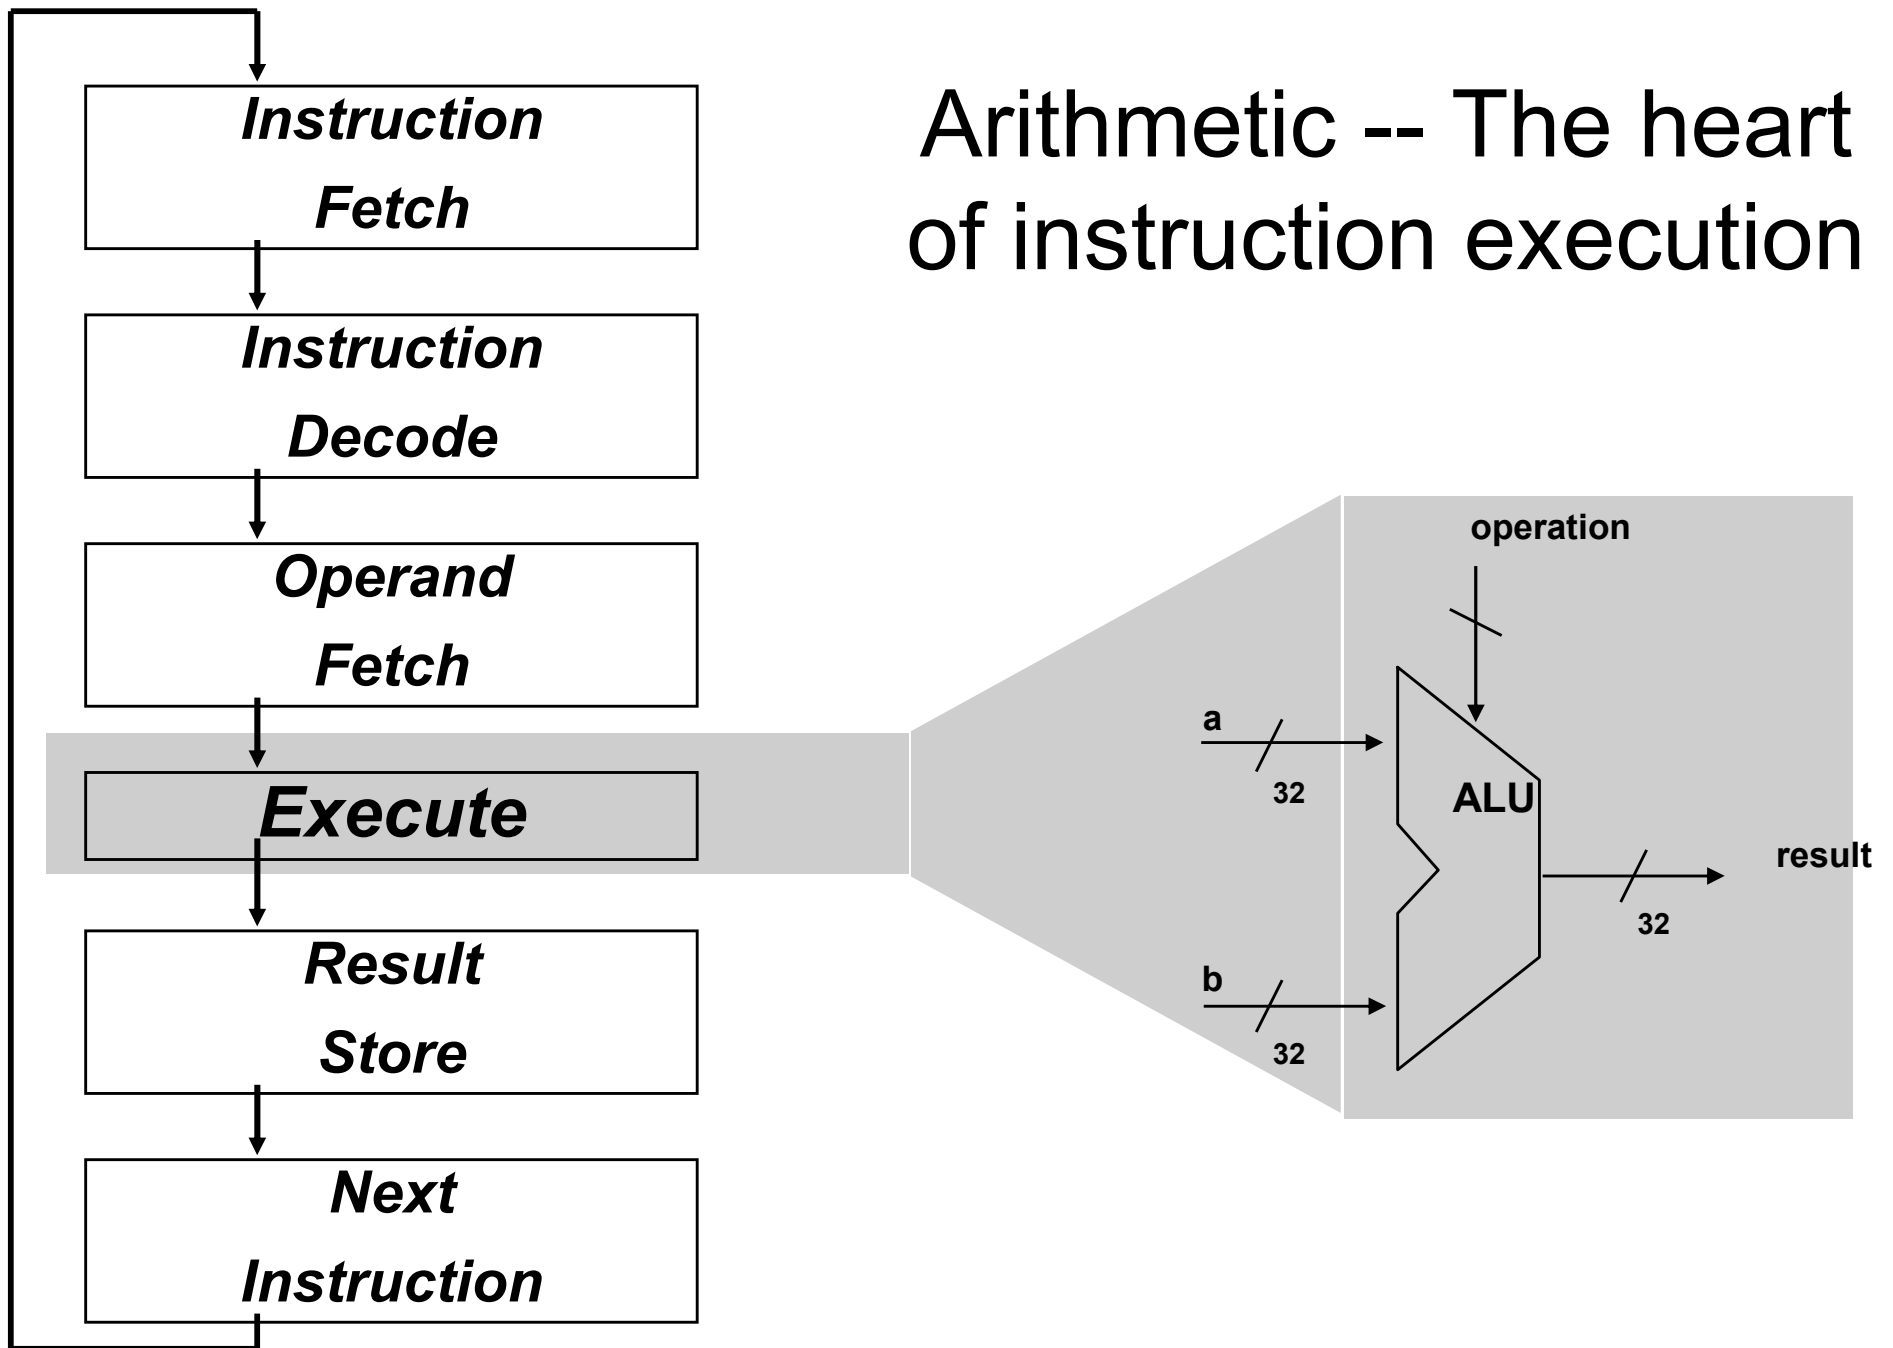 Arithmetic -- The heart
of instruction execution
Instruction
Fetch
Instruction
Decode
Operand
Fetch
Execute
Result
Store
Next
Instruction
operation
a
32
ALU
result
32
b
32